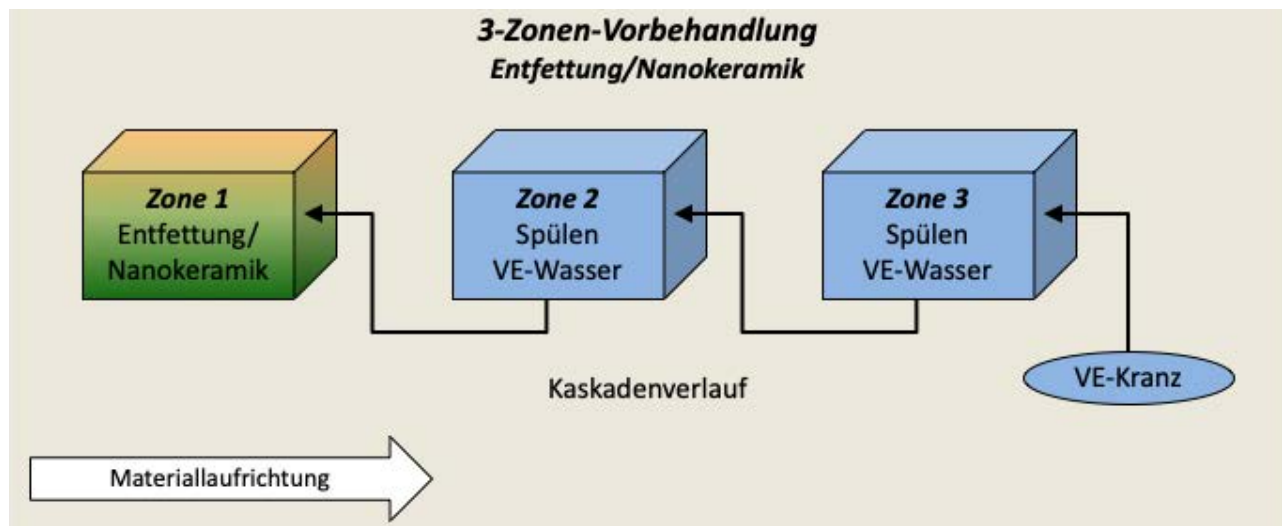 3-Zonen-Vorbehandlung
Entfettung/Nanokeramik
Zone 1
Entfettung/
Nanokeramik
Zone 2
Spülen
VE-Wasser
Zone 3
Spülen
VE-Wasser
VE-Kranz
Kaskadenverlauf
Materiallaufrichtung